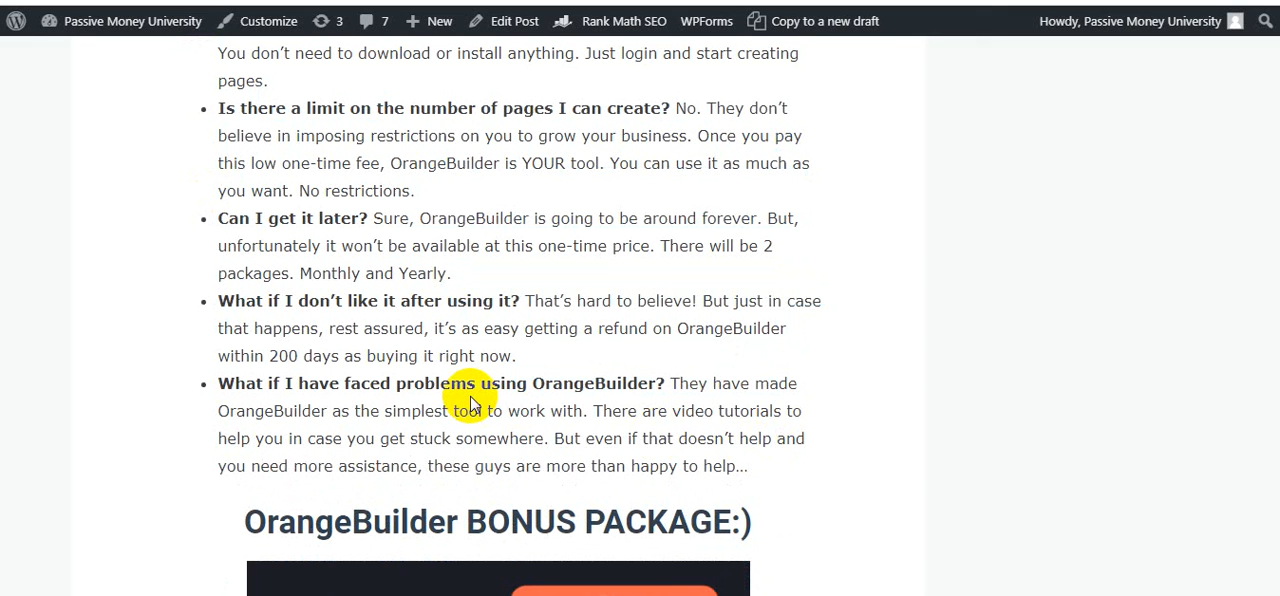 Passive Money University Customize 3 7 New Edit Post Rank Math SEO WPForms Copy to a new draft Howdy, Passive Money University
You don’t need to download or install anything. Just login and start creating
pages.
• Is there a limit on the number of pages I can create? No. They don’t
believe in imposing restrictions on you to grow your business. Once you pay
this low one-time fee, OrangeBuilder is YOUR tool. You can use it as much as
you want. No restrictions.
• Can I get it later? Sure, OrangeBuilder is going to be around forever. But,
unfortunately it won’t be available at this one-time price. There will be 2
packages. Monthly and Yearly.
• What if I don’t like it after using it? That’s hard to believe! But just in case
that happens, rest assured, it’s as easy getting a refund on OrangeBuilder
within 200 days as buying it right now.
• What if I have faced problems using OrangeBuilder? They have made
OrangeBuilder as the simplest tool to work with. There are video tutorials to
help you in case you get stuck somewhere. But even if that doesn’t help and
you need more assistance, these guys are more than happy to help…
OrangeBuilder BONUS PACKAGE:)